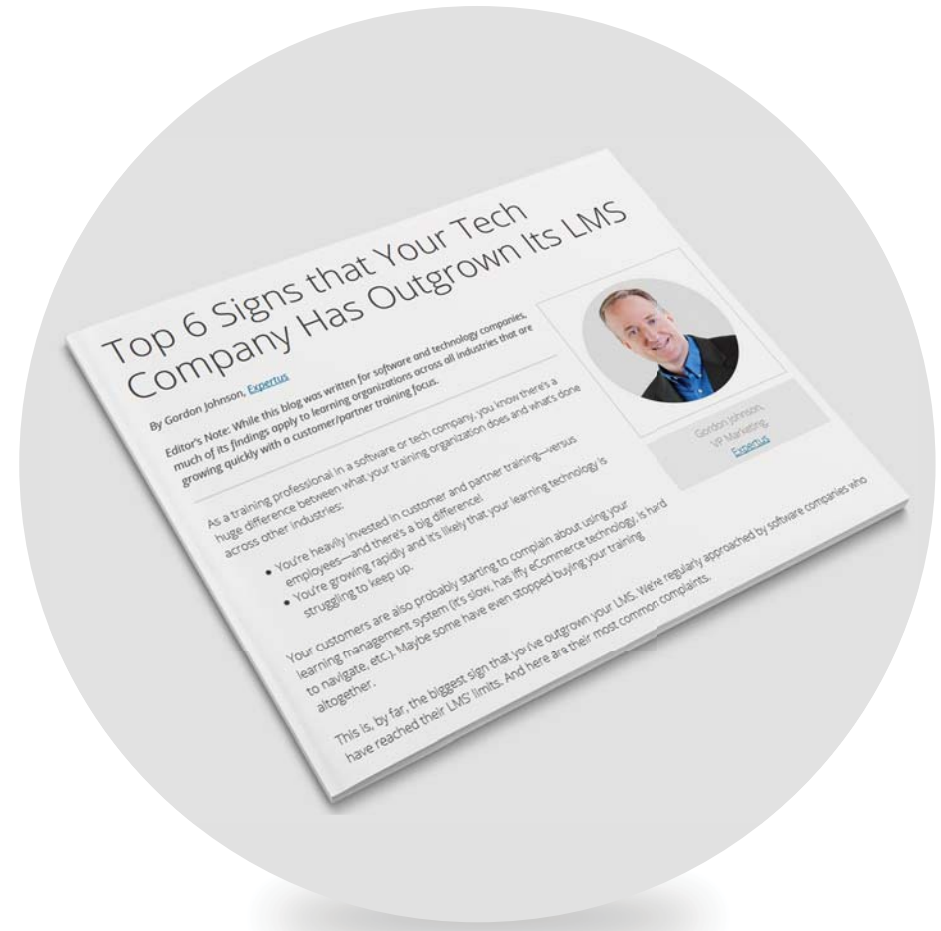 Top 6 Signs that Your Tech
Company Has Outgrown Its LMS
By Gordon Johnson, Expertus
Editor's Note: While this blog was written for software and technology companies,
much of its findings apply to learning organizations across all industries that are
growing quickly with a customer/partner training focus.
As a training professional in a software or tech company, you know there's a
huge difference between what your training organization does and what's done
across other industries:
• You're heavily invested in customer and partner training—versus
employees—and there's a big difference!
• You're growing rapidly and it's likely that your learning technology is
struggling to keep up.
Your customers are also probably starting to complain about using your
learning management system (it's slow, has iffy eCommerce technology, is hard
to navigate, etc.). Maybe some have even stopped buying your training
altogether.
This is, by far, the biggest sign that you've outgrown your LMS. We're regularly approached by software companies who
have reached their LMS' limits. And here are their most common complaints.
Gordon Johnson,
VP Marketing,
Expertus